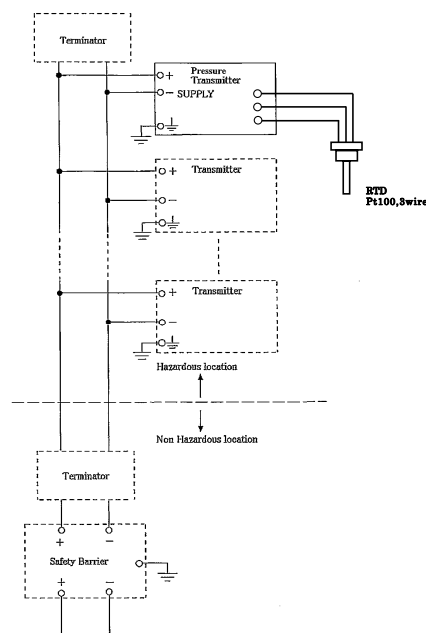 Terminator
+
Pressure
Transmitter
− SUPPLY
RTD
Pt100,3wire
+
Transmitter
−
+
Transmitter
−
Hazardous location
Non Hazardous location
Terminator
+ −
Safety Barrier
+ −